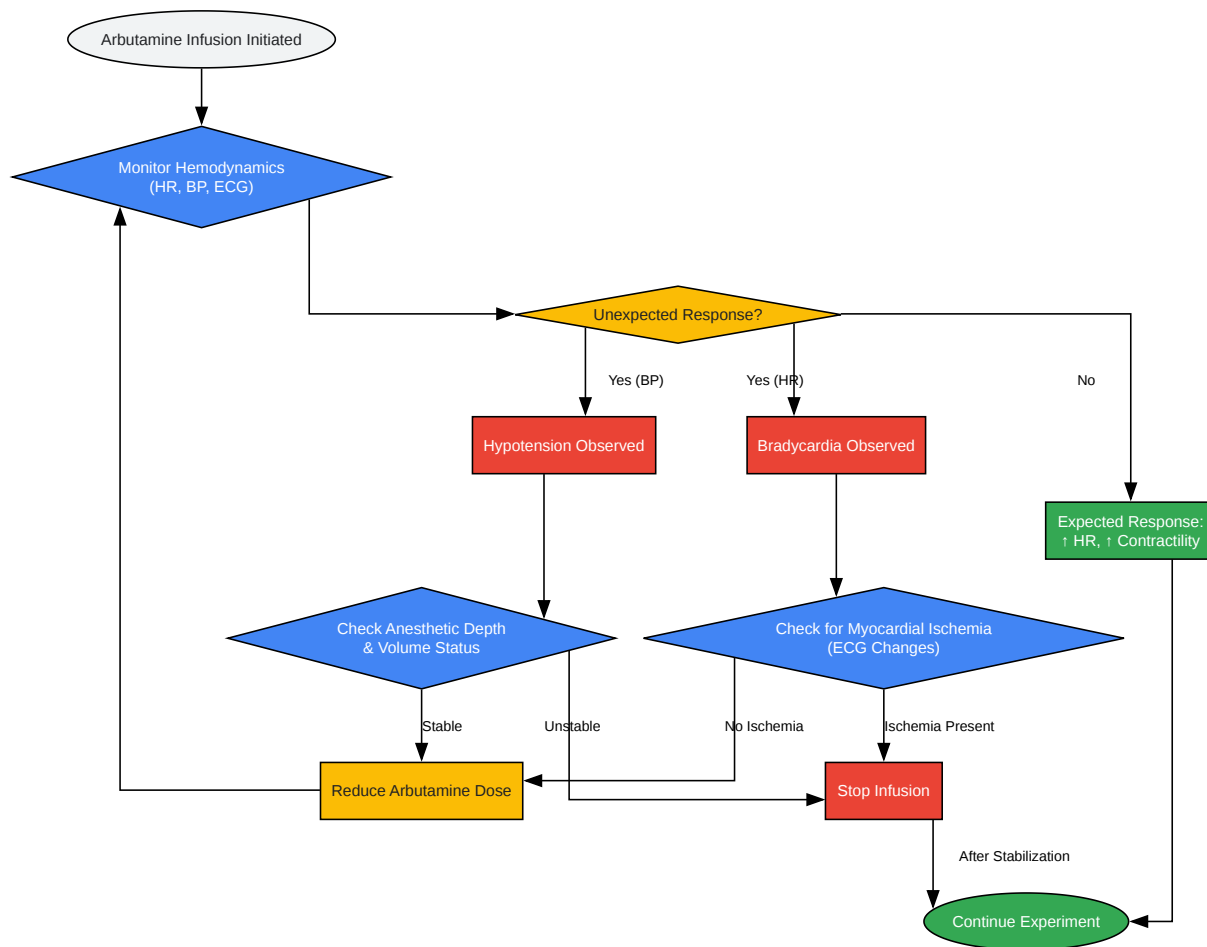 Arbutamine Infusion Initiated
Monitor Hemodynamics
(HR, BP, ECG)
Unexpected Response?
Yes (BP)
Yes (HR)
No
Hypotension Observed
Bradycardia Observed
Expected Response:
↑ HR, ↑ Contractility
Check Anesthetic Depth
& Volume Status
Check for Myocardial Ischemia
(ECG Changes)
Stable
Unstable
No Ischemia
Ischemia Present
Reduce Arbutamine Dose
Stop Infusion
After Stabilization
Continue Experiment